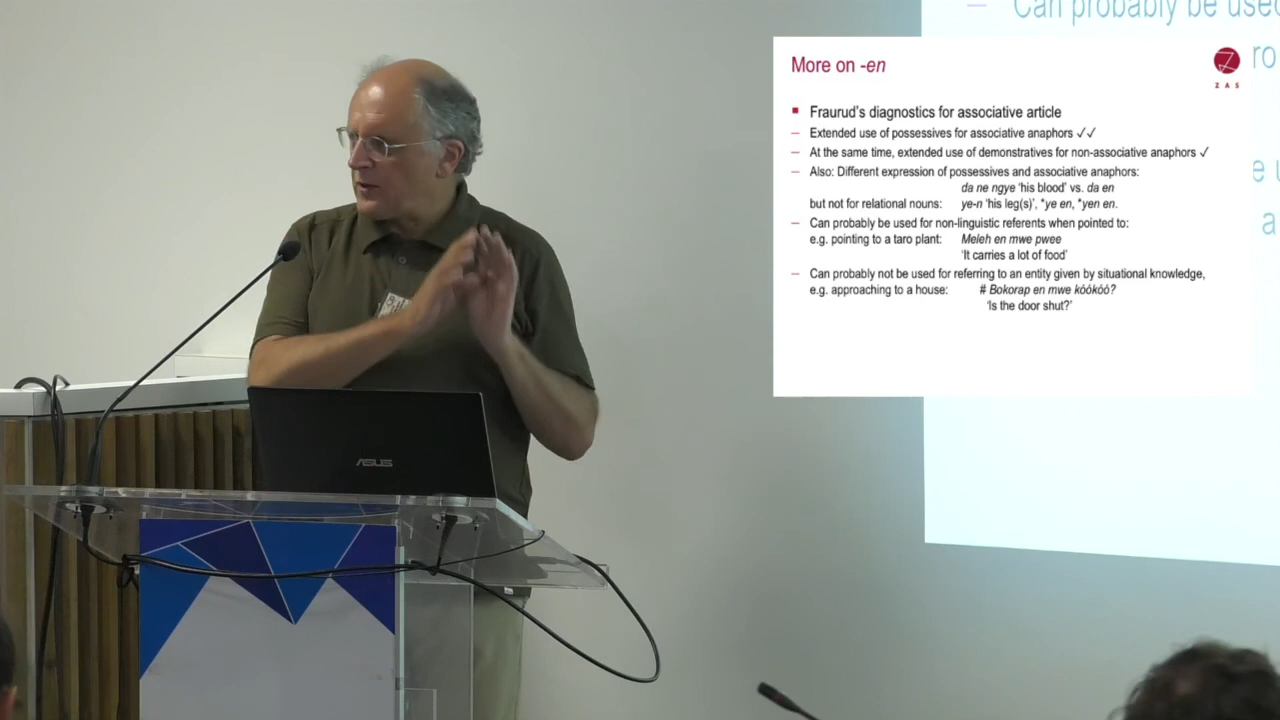 Can probably be used
More on -en
Z A S
▪ Fraurud's diagnostics for associative article
– Extended use of possessives for associative anaphors ✓✓
– At the same time, extended use of demonstratives for non-associative anaphors ✓
– Also: Different expression of possessives and associative anaphors:
da ne ngye 'his blood' vs. da en
but not for relational nouns: ye-n 'his leg(s)', *ye en, *yen en.
– Can probably be used for non-linguistic referents when pointed to:
e.g. pointing to a taro plant: Meleh en mwe pwee
'It carries a lot of food'
– Can probably not be used for referring to an entity given by situational knowledge,
e.g. approaching to a house: # Bokorap en mwe kòókòó?
'Is the door shut?'
ASUS